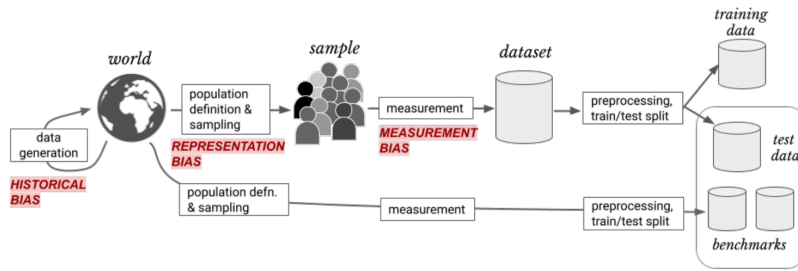 training
data
world
sample
dataset
population
definition &
sampling
measurement
preprocessing,
train/test split
data
generation
REPRESENTATION
BIAS
MEASUREMENT
BIAS
test
data
HISTORICAL
BIAS
population defn.
& sampling
measurement
preprocessing,
train/test split
benchmarks